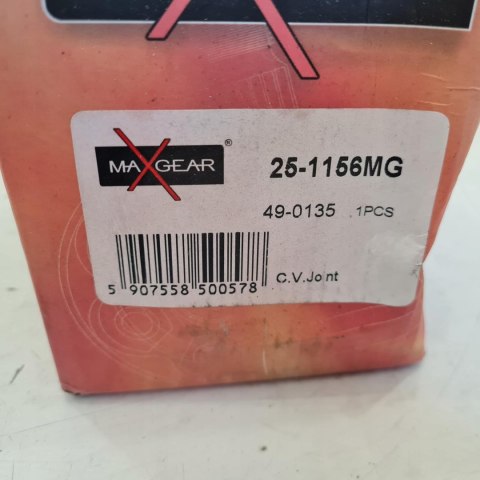 MAXGEAR®
25-1156MG
49-0135 .1PCS
5 907558 500578
C.V.Joint